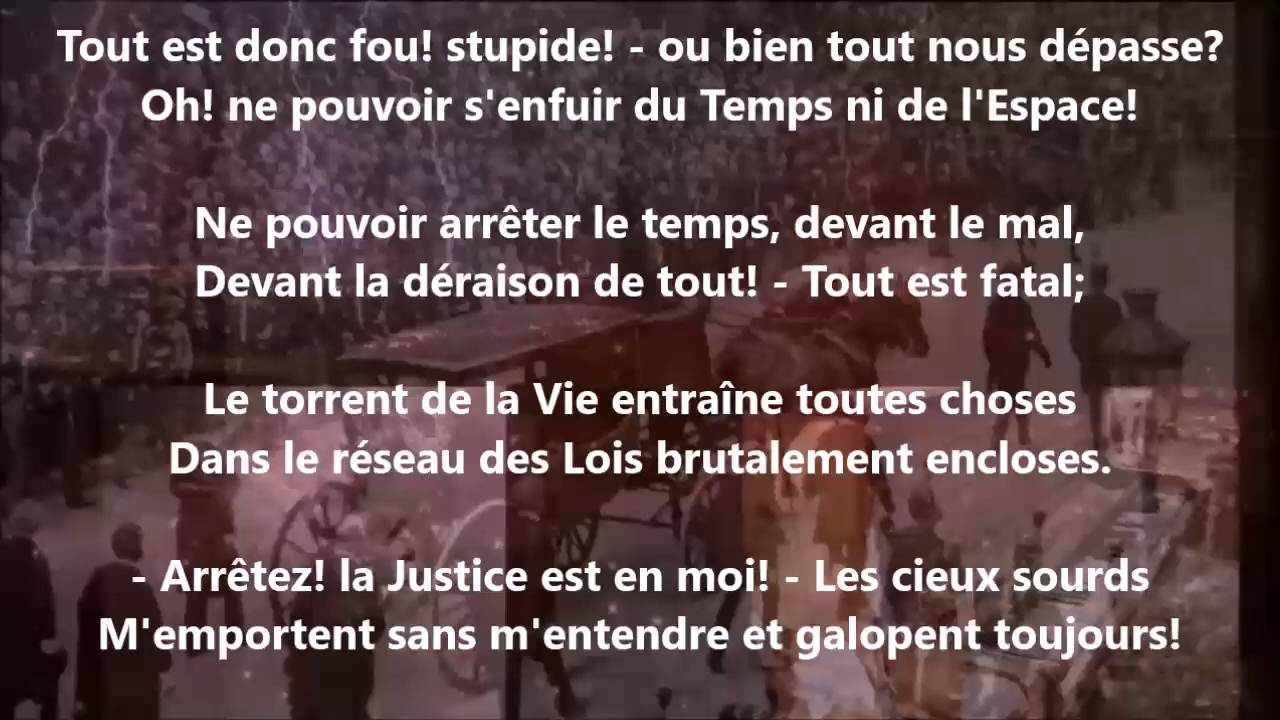 Tout est donc fou! stupide! - ou bien tout nous dépasse?
Oh! ne pouvoir s'enfuir du Temps ni de l'Espace!
Ne pouvoir arrêter le temps, devant le mal,
Devant la déraison de tout! - Tout est fatal;
Le torrent de la Vie entraîne toutes choses
Dans le réseau des Lois brutalement encloses.
- Arrêtez! la Justice est en moi! - Les cieux sourds
M'emportent sans m'entendre et galopent toujours!